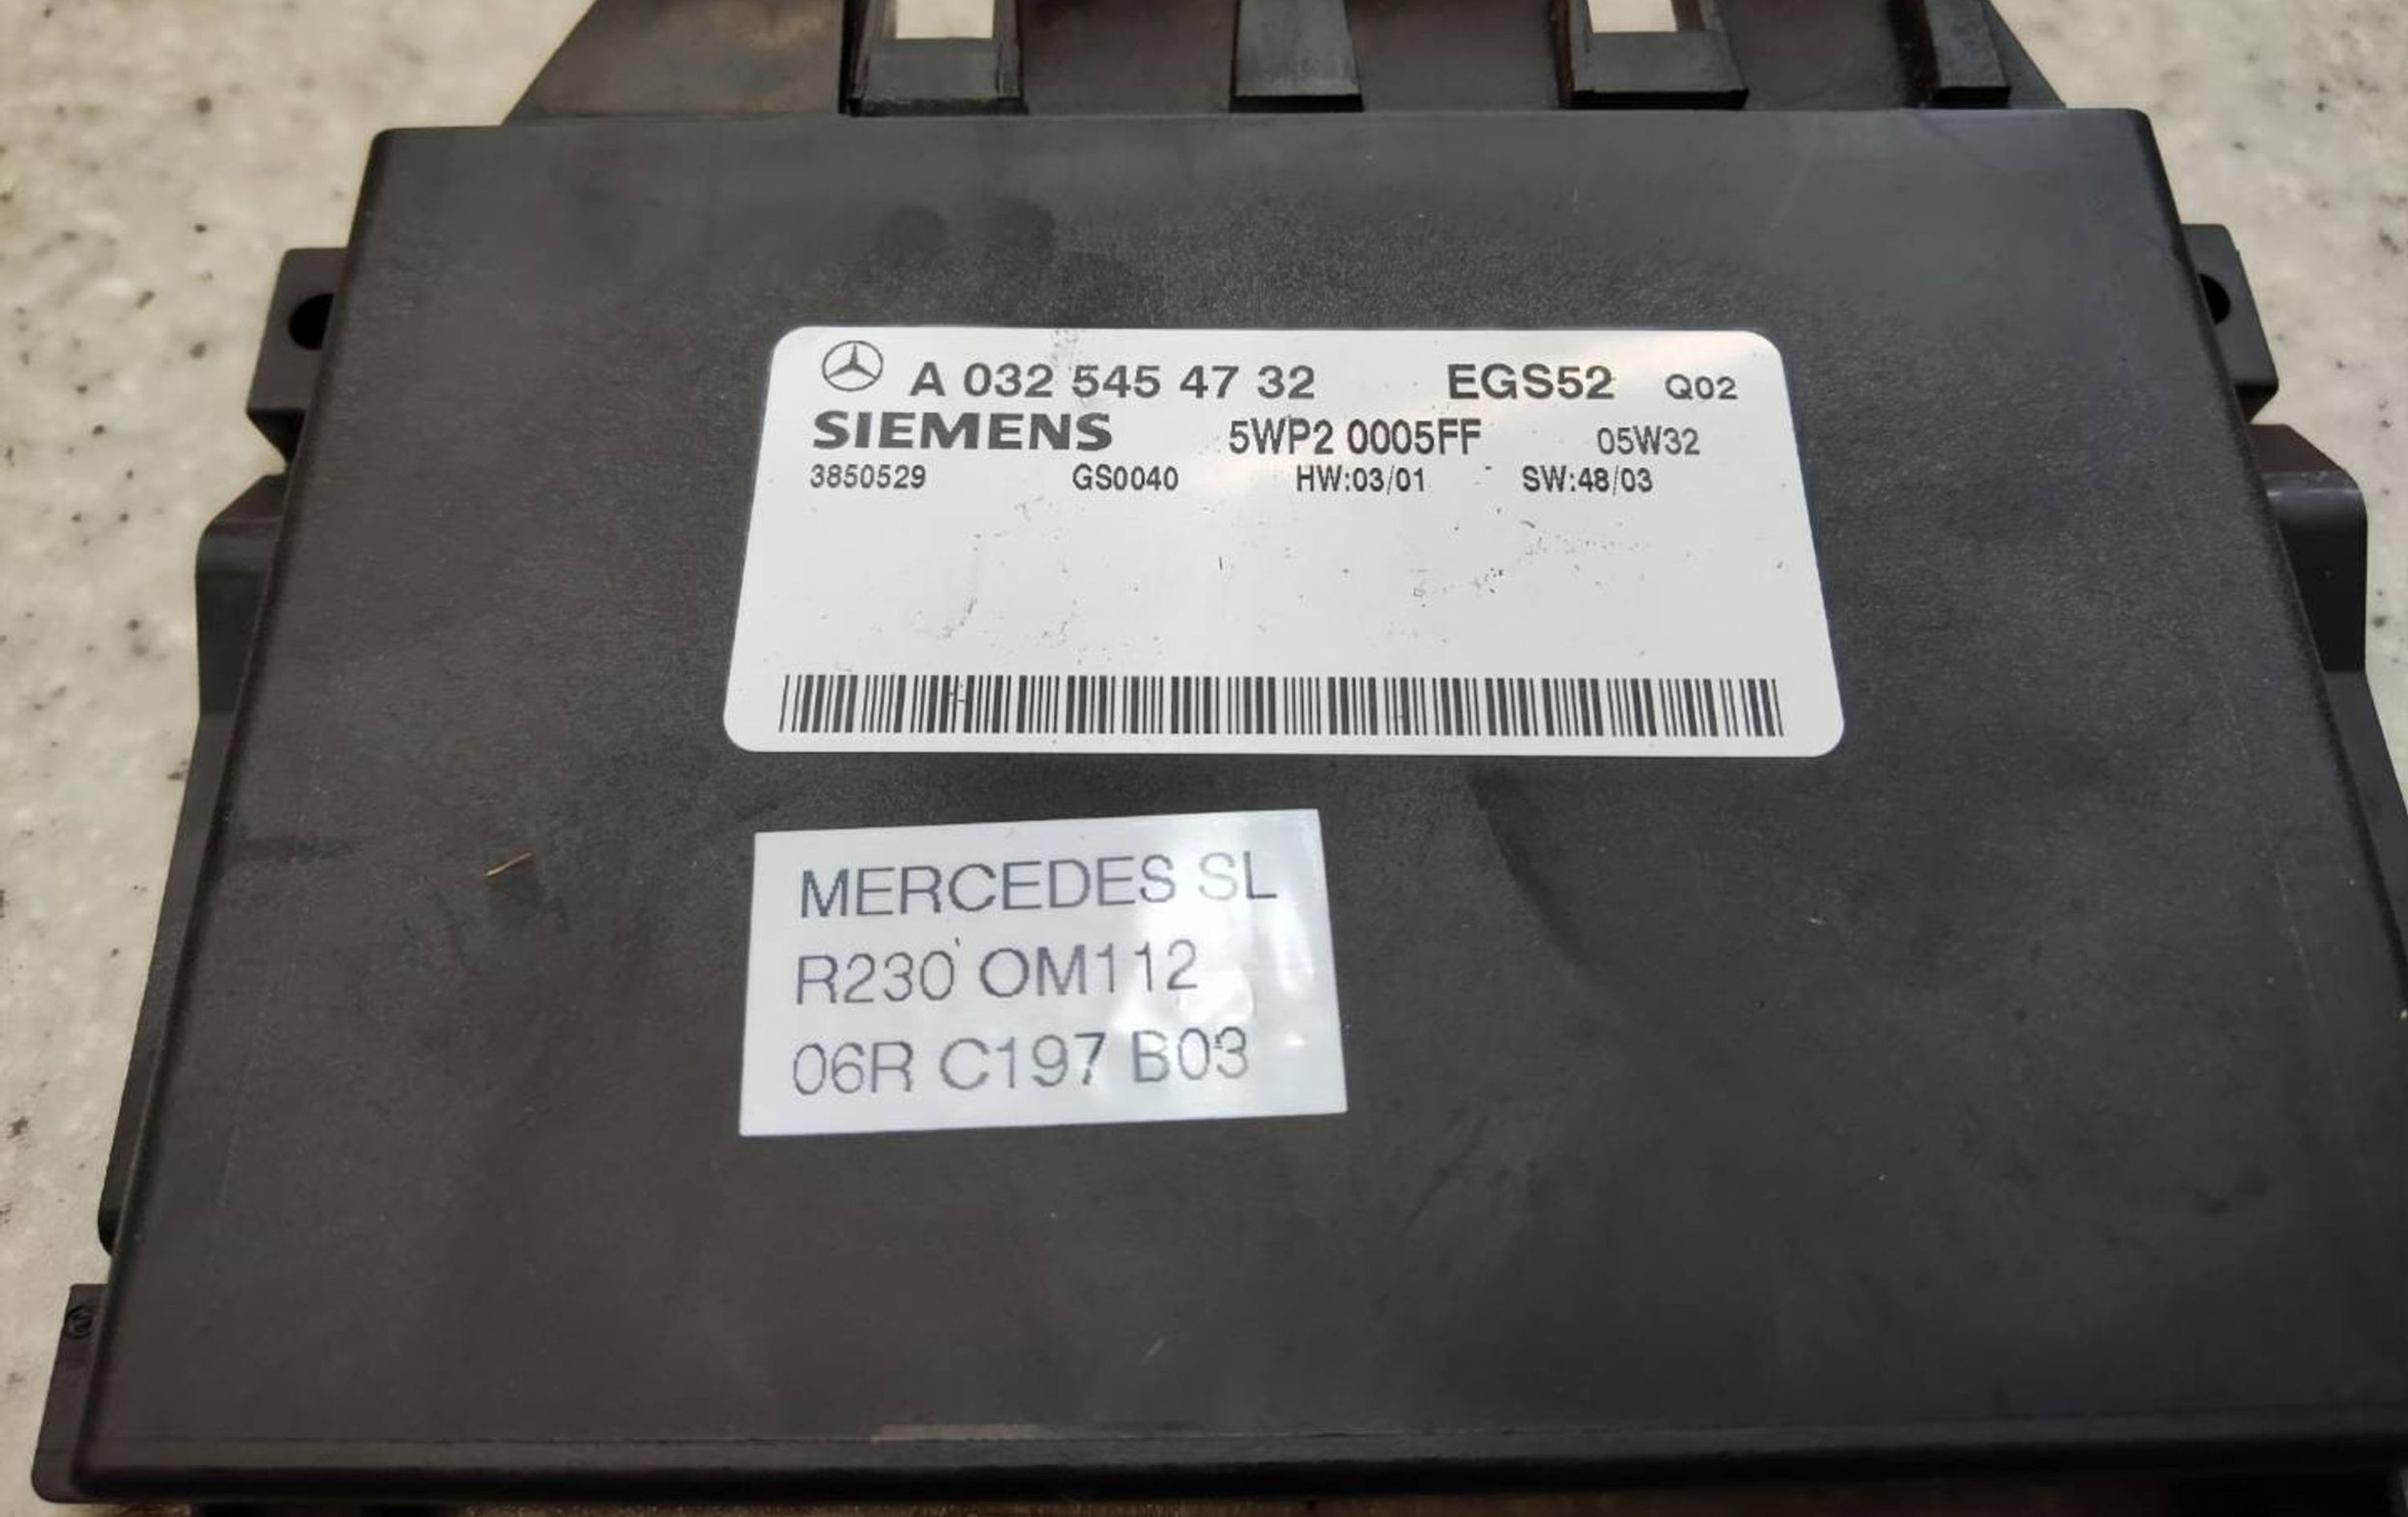 A 032 545 47 32 EGS52 Q02
SIEMENS 5WP2 0005FF 05W32
3850529 GS0040 HW:03/01 SW:48/03
MERCEDES SL
R230 OM112
06R C197 B03